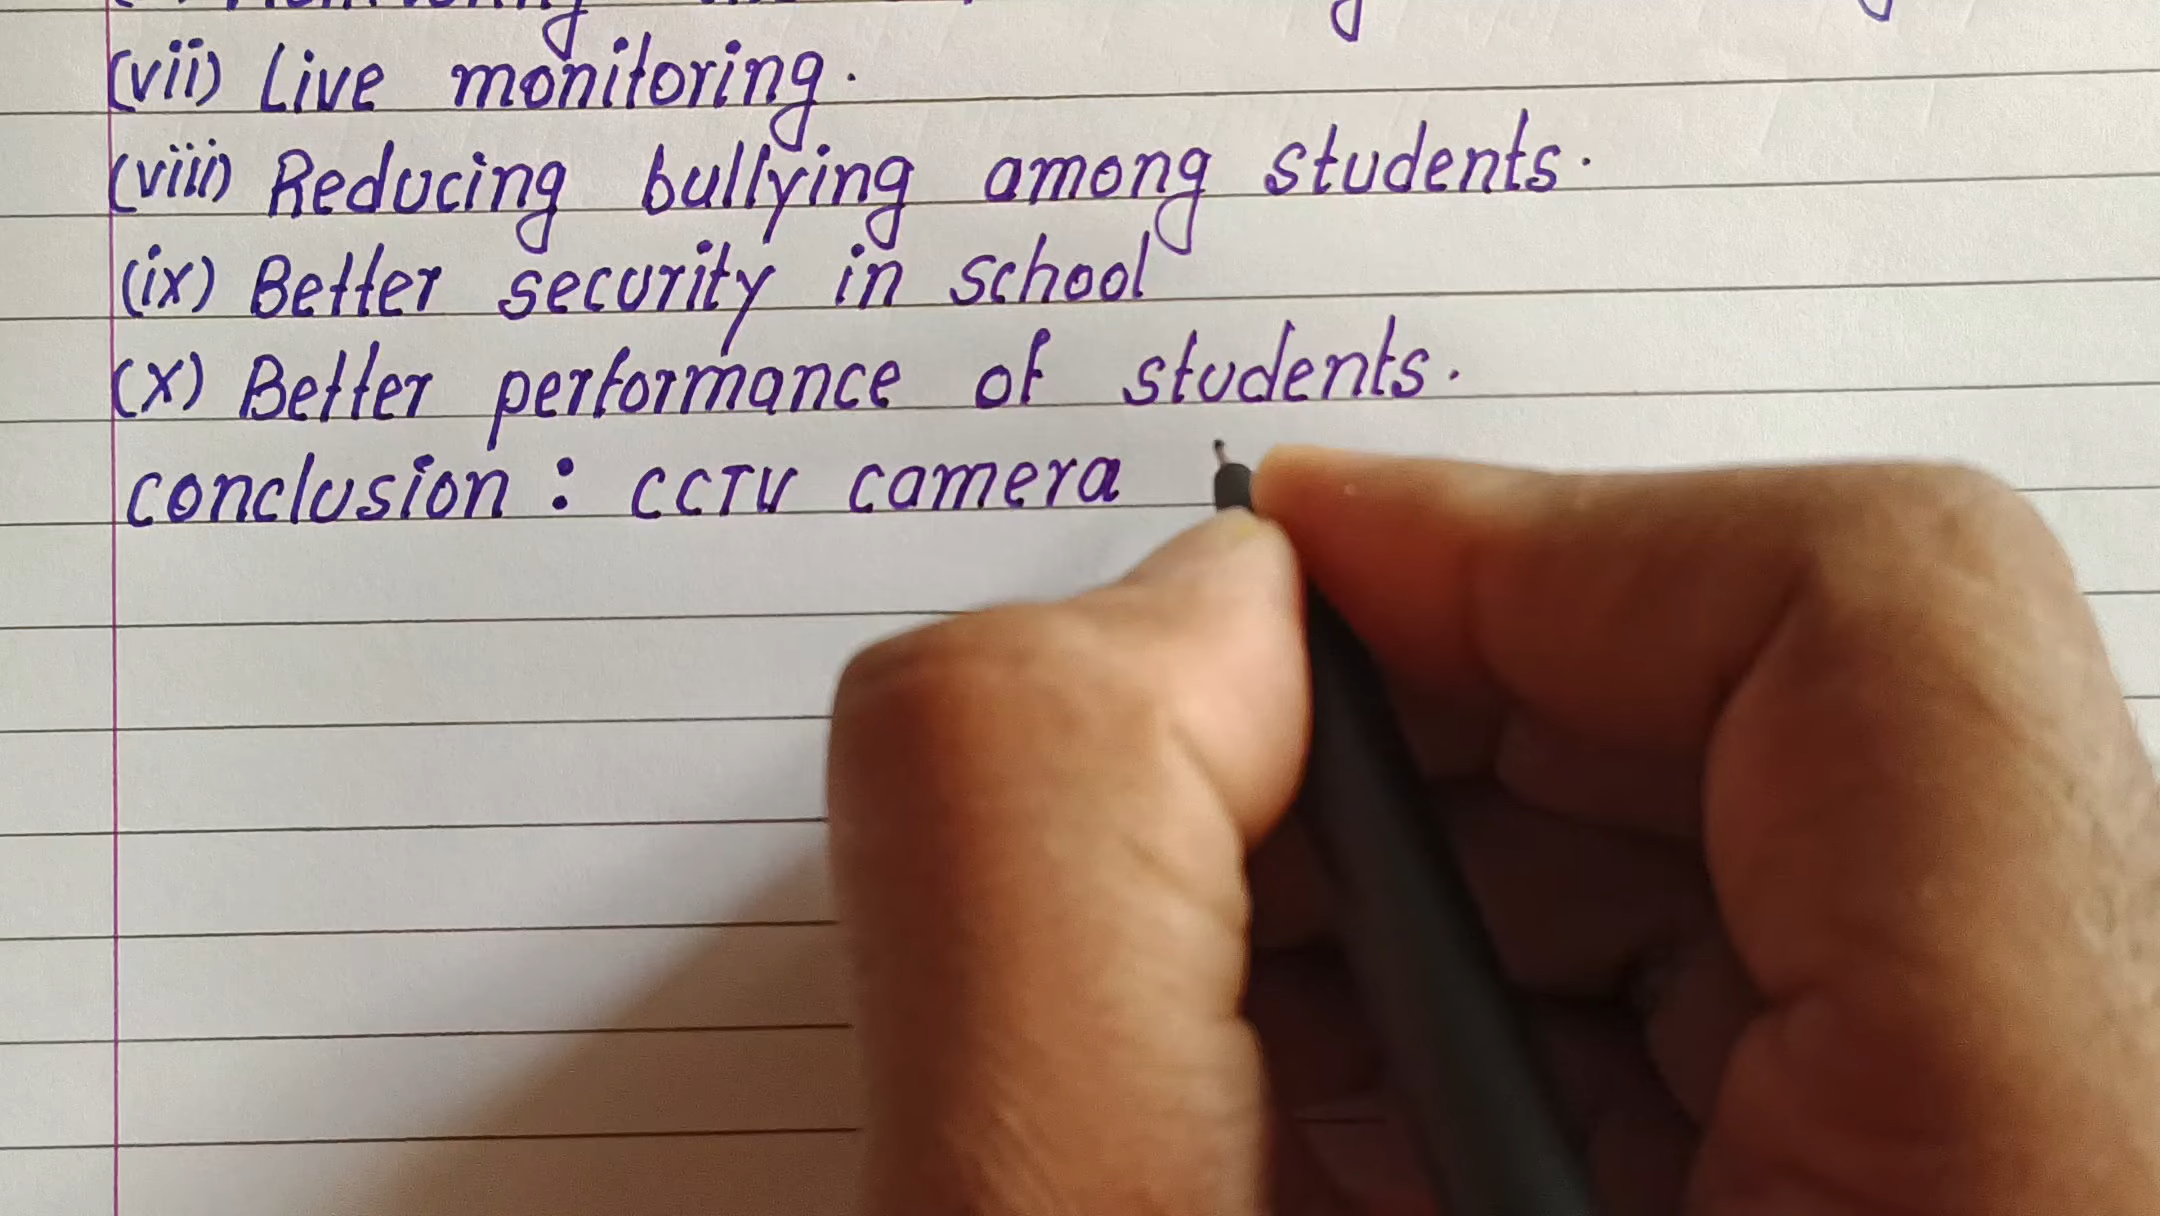 (vii) Live monitoring.
(viii) Reducing bullying among students.
(ix) Better security in school
(x) Better performance of students.
conclusion : CCTV camera